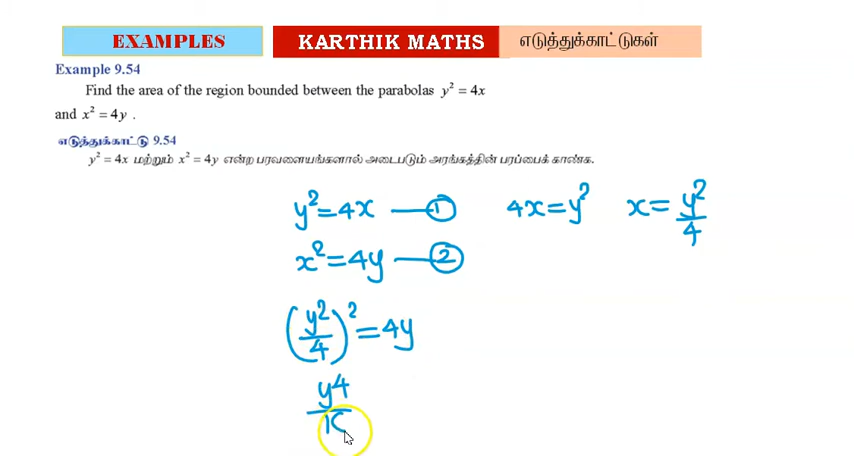 EXAMPLES KARTHIK MATHS எடுத்துக்காட்டுகள்
Example 9.54
Find the area of the region bounded between the parabolas y² = 4x
and x² = 4y .
எடுத்துக்காட்டு 9.54
y² = 4x மற்றும் x² = 4y என்ற பரவளையங்களால் அடைபடும் அரங்கத்தின் பரப்பைக் காண்க.
y² = 4x —① 4x = y² x = y²/4
x² = 4y —②
(y²/4)² = 4y
y4